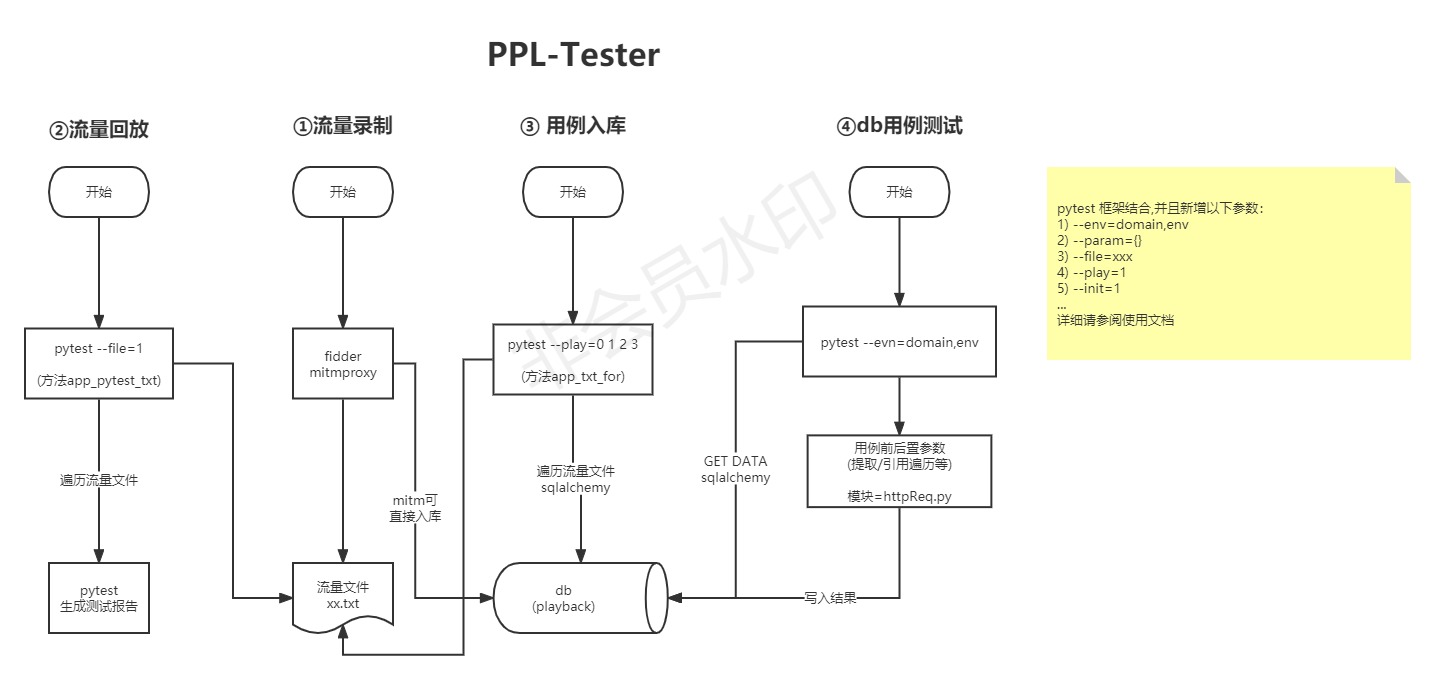 PPL-Tester
②流量回放
①流量录制
③ 用例入库
④db用例测试
开始
开始
开始
开始
pytest --file=1
(方法app_pytest_txt)
fidder
mitmproxy
pytest --play=0 1 2 3
(方法app_txt_for)
pytest --evn=domain,env
用例前后置参数
(提取/引用遍历等)
模块=httpReq.py
遍历流量文件
mitm可
直接入库
遍历流量文件
sqlalchemy
GET DATA
sqlalchemy
pytest
生成测试报告
流量文件
xx.txt
db
(playback)
写入结果
pytest 框架结合,并且新增以下参数：
1) --env=domain,env
2) --param={}
3) --file=xxx
4) --play=1
5) --init=1
...
详细请参阅使用文档
非会员水印